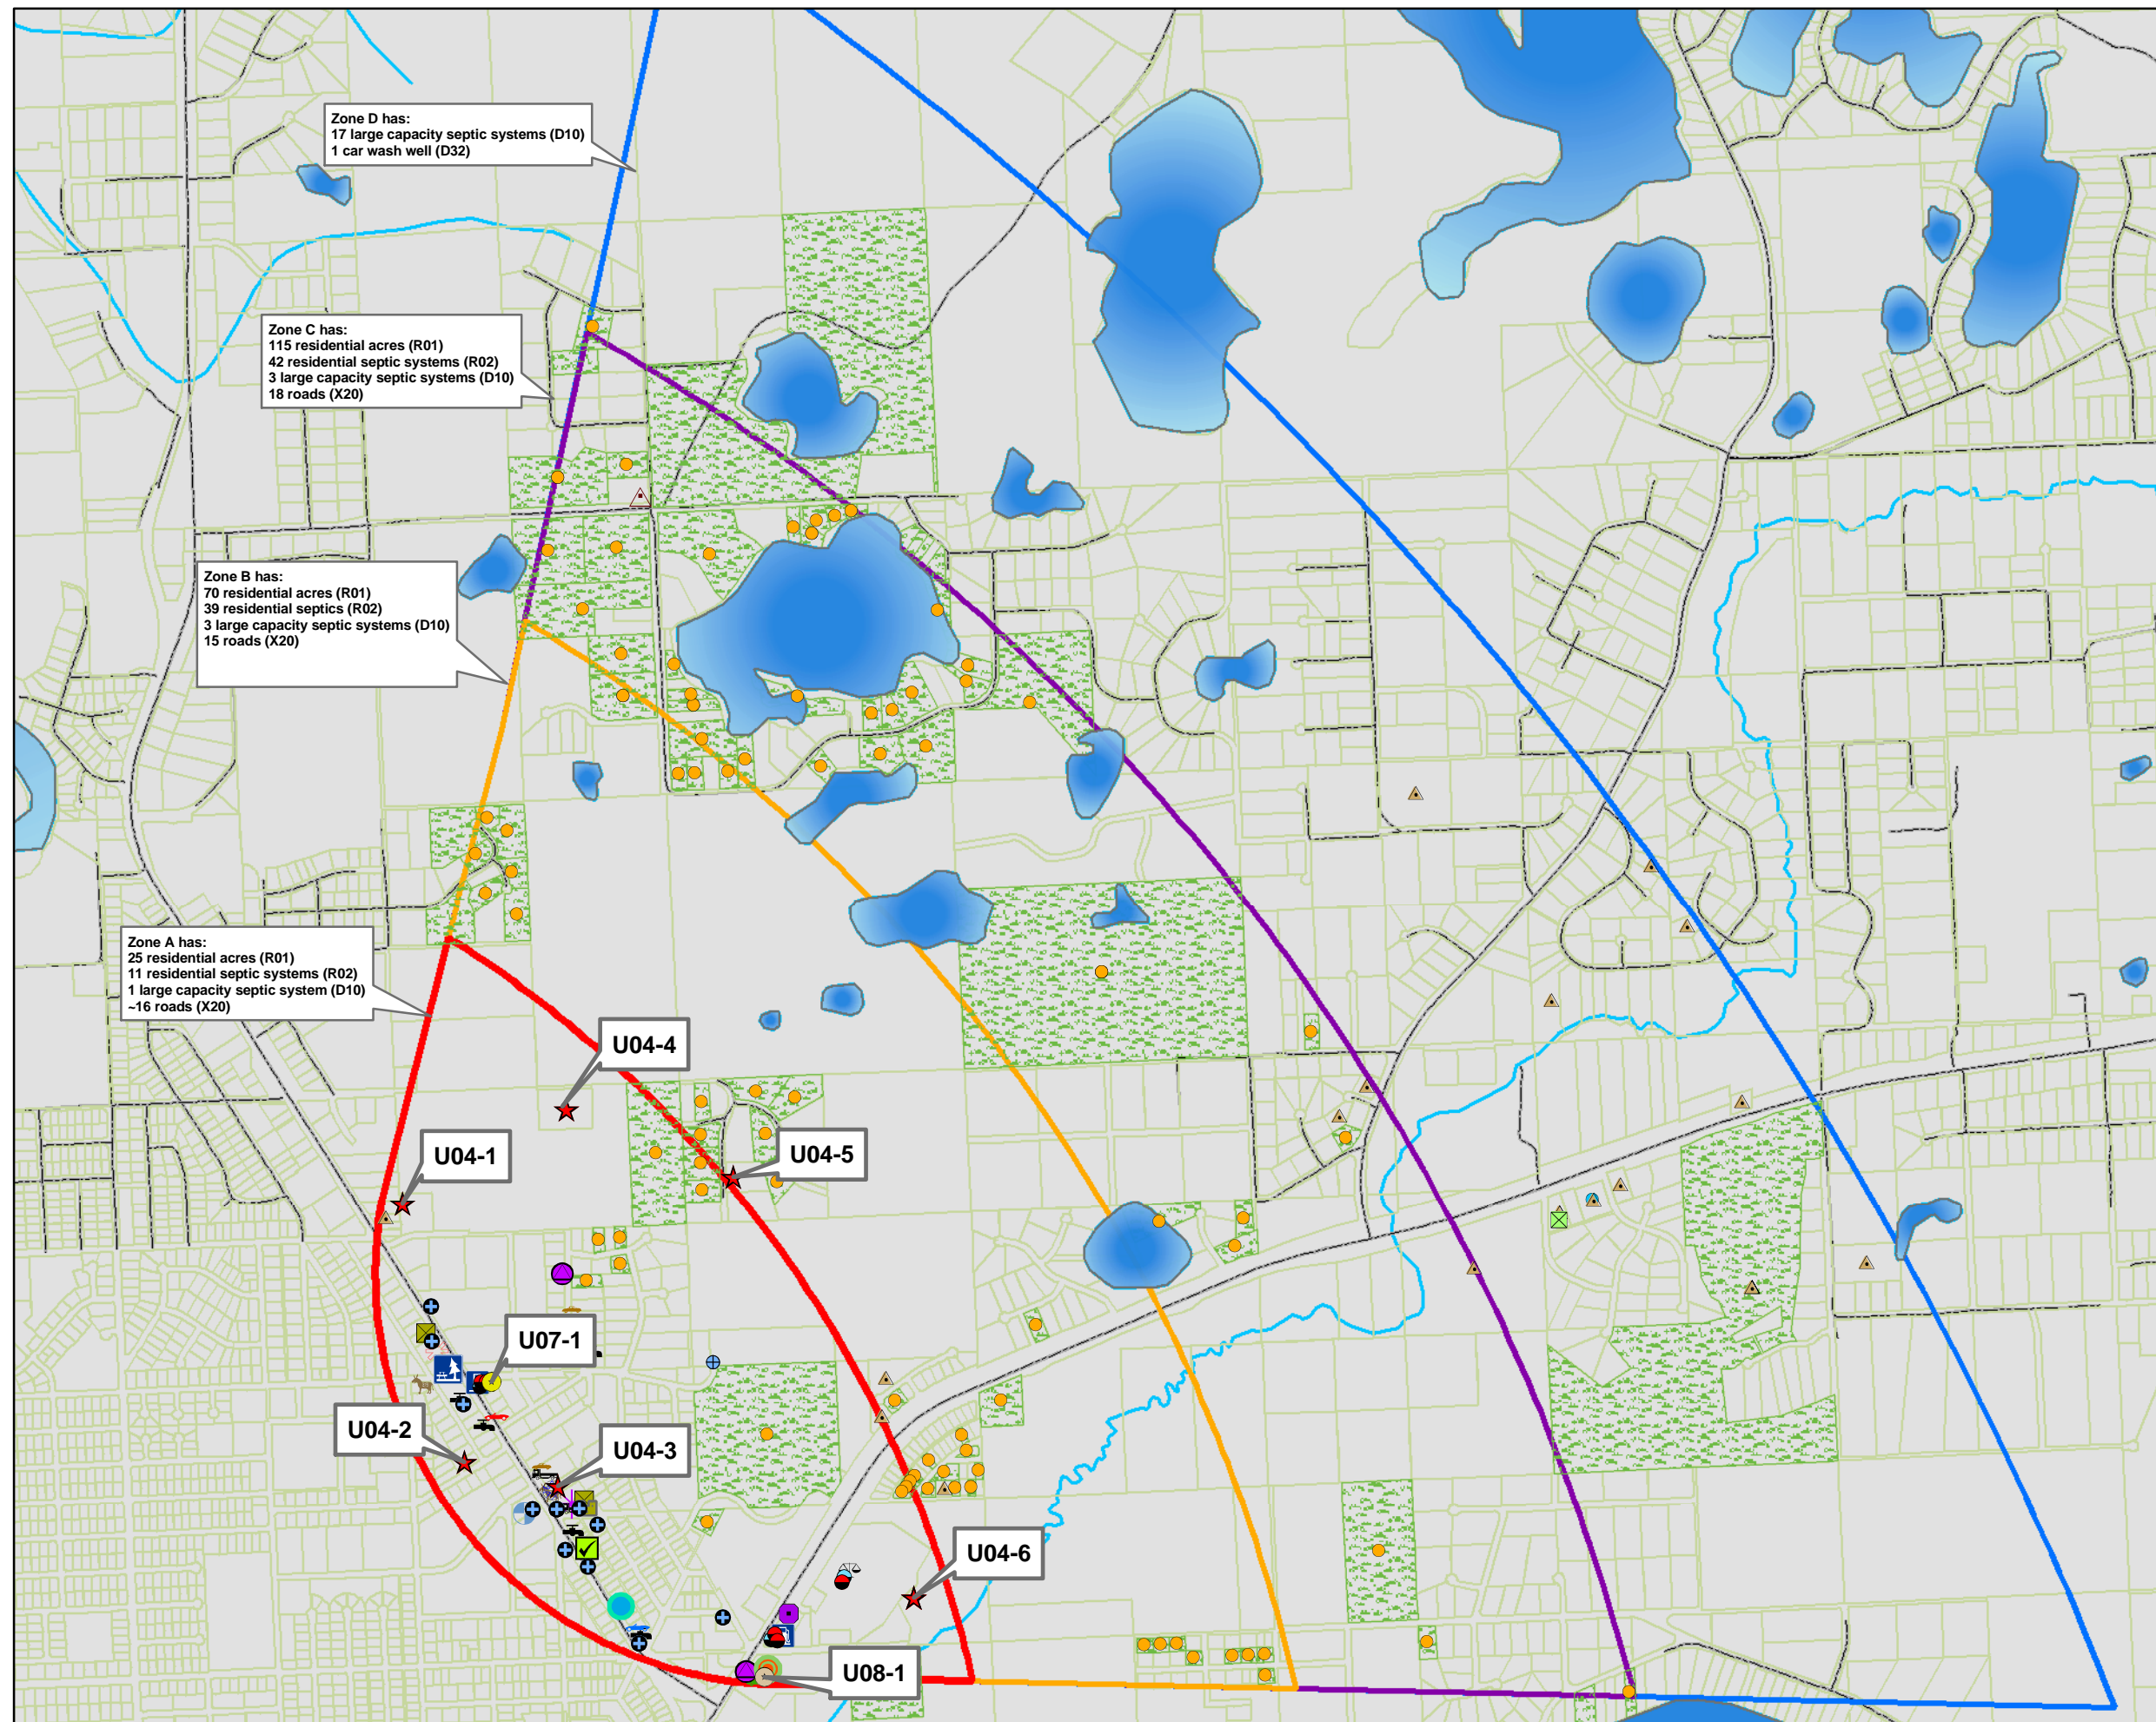 Zone D has:
17 large capacity septic systems (D10)
1 car wash well (D32)
Zone C has:
115 residential acres (R01)
42 residential septic systems (R02)
3 large capacity septic systems (D10)
18 roads (X20)
Zone B has:
70 residential acres (R01)
39 residential septics (R02)
3 large capacity septic systems (D10)
15 roads (X20)
Zone A has:
25 residential acres (R01)
11 residential septic systems (R02)
1 large capacity septic system (D10)
~16 roads (X20)
U04-4
U04-1
U04-5
U07-1
U04-2
U04-3
U04-6
U08-1